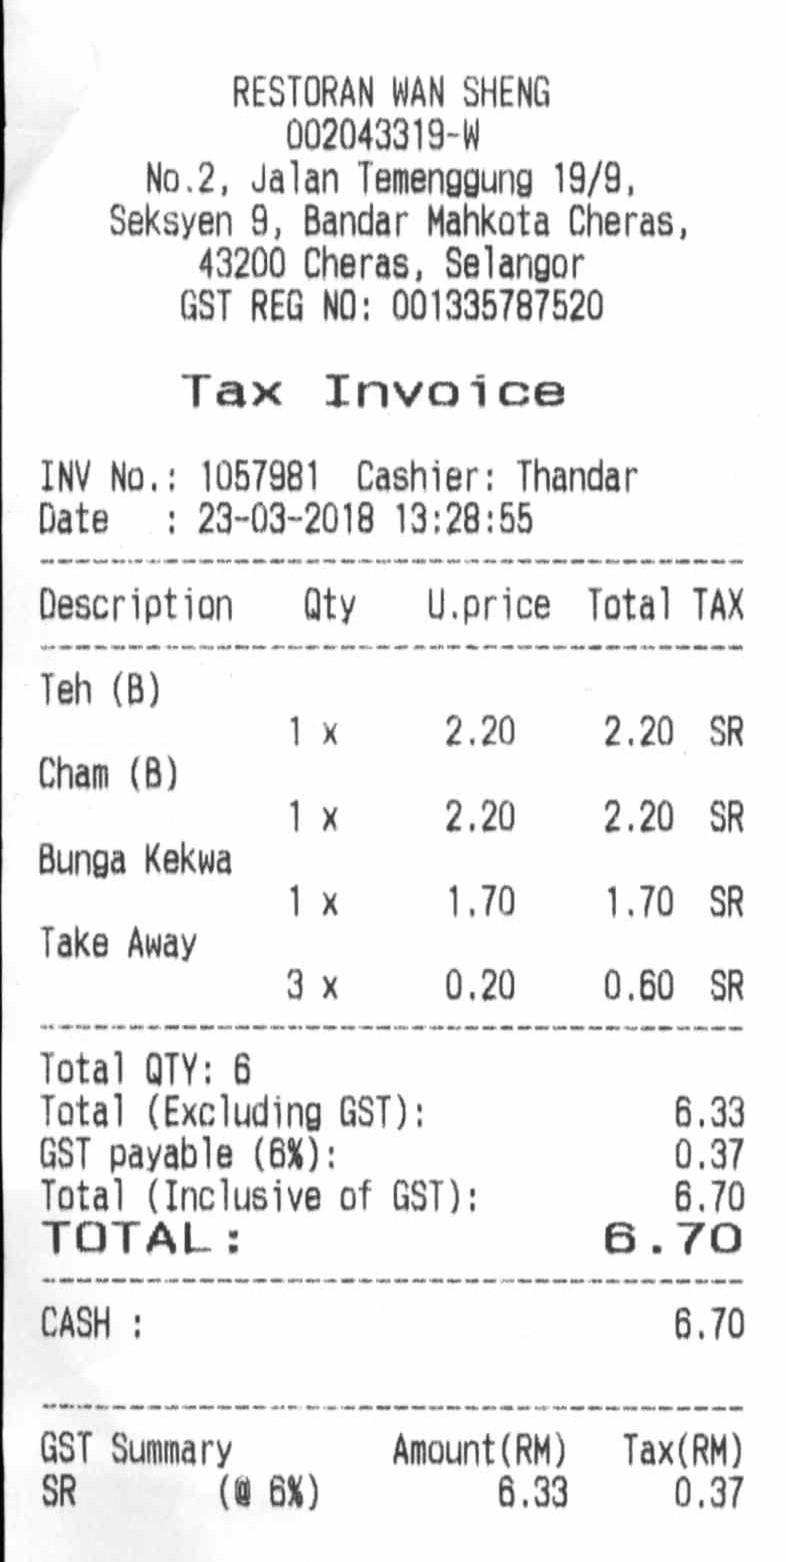 RESTORAN WAN SHENG
002043319-W
No.2, Jalan Temenggung 19/9,
Seksyen 9, Bandar Mahkota Cheras,
43200 Cheras, Selangor
GST REG NO: 001335787520
Tax Invoice
INV No.: 1057981 Cashier: Thandar
Date : 23-03-2018 13:28:55
Description Qty U.price Total TAX
Teh (B)
1 x 2.20 2.20 SR
Cham (B)
1 x 2.20 2.20 SR
Bunga Kekwa
1 x 1.70 1.70 SR
Take Away
3 x 0.20 0.60 SR
Total QTY: 6
Total (Excluding GST): 6.33
GST payable (6%): 0.37
Total (Inclusive of GST): 6.70
TOTAL: 6.70
CASH : 6.70
GST Summary Amount(RM) Tax(RM)
SR (@ 6%) 6.33 0.37